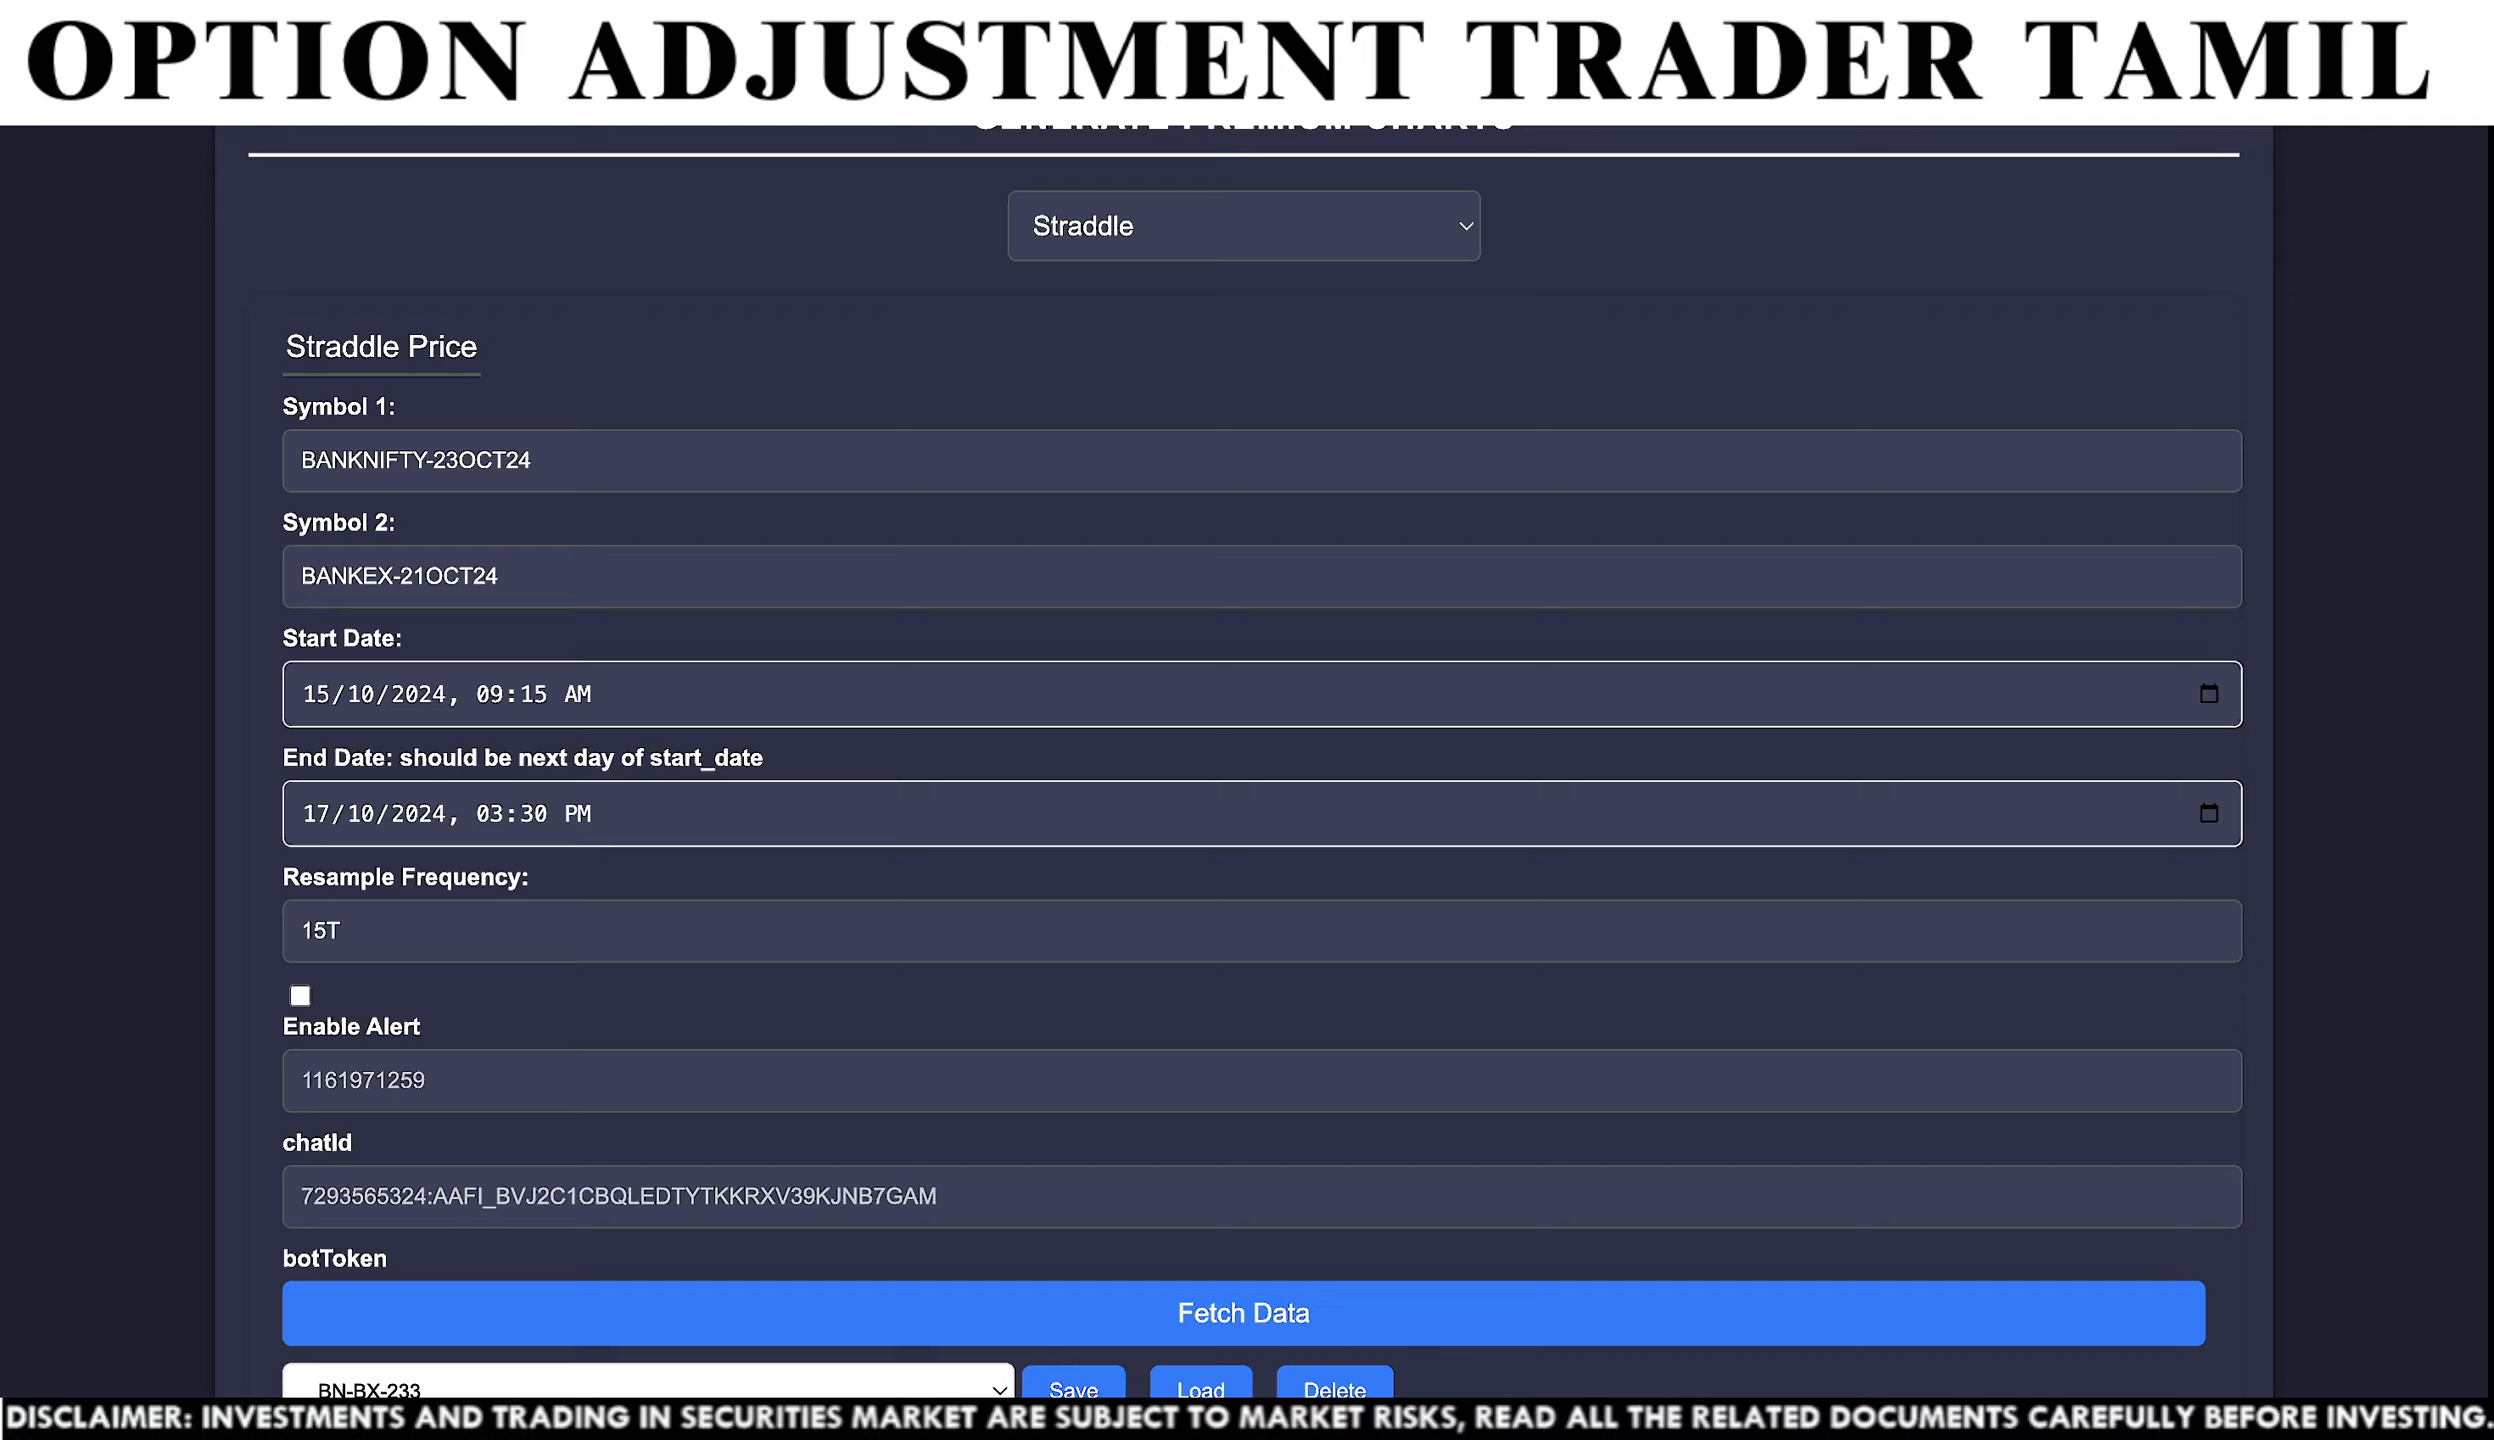 OPTION ADJUSTMENT TRADER TAMIL
GENERATE PREMIUM CHARTS
Straddle
Straddle Price
Symbol 1:
BANKNIFTY-23OCT24
Symbol 2:
BANKEX-21OCT24
Start Date:
15/10/2024, 09:15 AM
End Date: should be next day of start_date
17/10/2024, 03:30 PM
Resample Frequency:
15T
Enable Alert
1161971259
chatId
7293565324:AAFI_BVJ2C1CBQLEDTYTKKRXV39KJNB7GAM
botToken
Fetch Data
BN-BX-233 Save Load Delete
DISCLAIMER: INVESTMENTS AND TRADING IN SECURITIES MARKET ARE SUBJECT TO MARKET RISKS, READ ALL THE RELATED DOCUMENTS CAREFULLY BEFORE INVESTING.